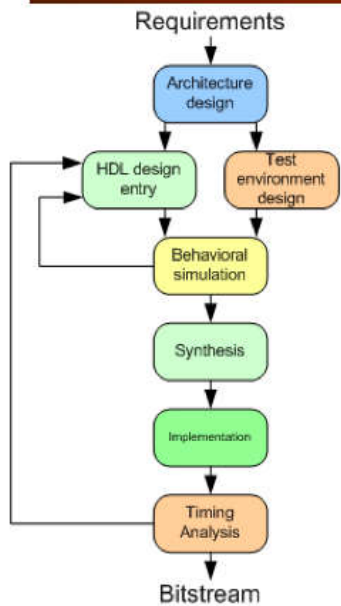 Requirements
Architecture
design
HDL design
entry
Test
environment
design
Behavioral
simulation
Synthesis
Implementation
Timing
Analysis
Bitstream